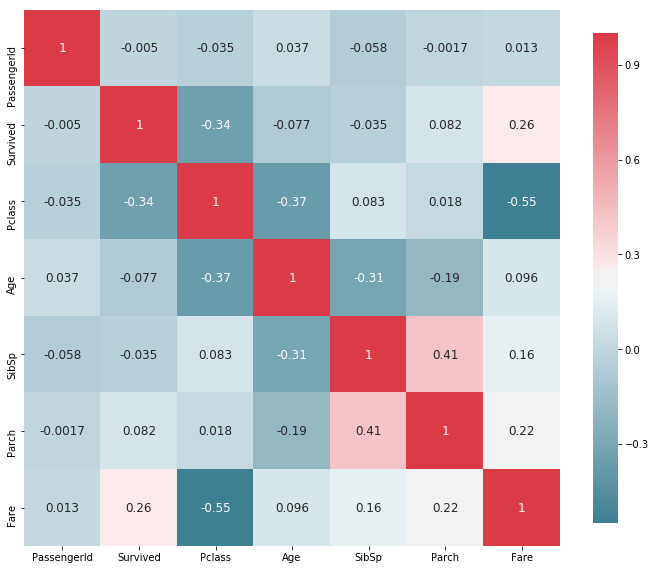 PassengerId 1 -0.005 -0.035 0.037 -0.058 -0.0017 0.013
Survived -0.005 1 -0.34 -0.077 -0.035 0.082 0.26
Pclass -0.035 -0.34 1 -0.37 0.083 0.018 -0.55
Age 0.037 -0.077 -0.37 1 -0.31 -0.19 0.096
SibSp -0.058 -0.035 0.083 -0.31 1 0.41 0.16
Parch -0.0017 0.082 0.018 -0.19 0.41 1 0.22
Fare 0.013 0.26 -0.55 0.096 0.16 0.22 1
PassengerId Survived Pclass Age SibSp Parch Fare
0.9
0.6
0.3
0.0
-0.3